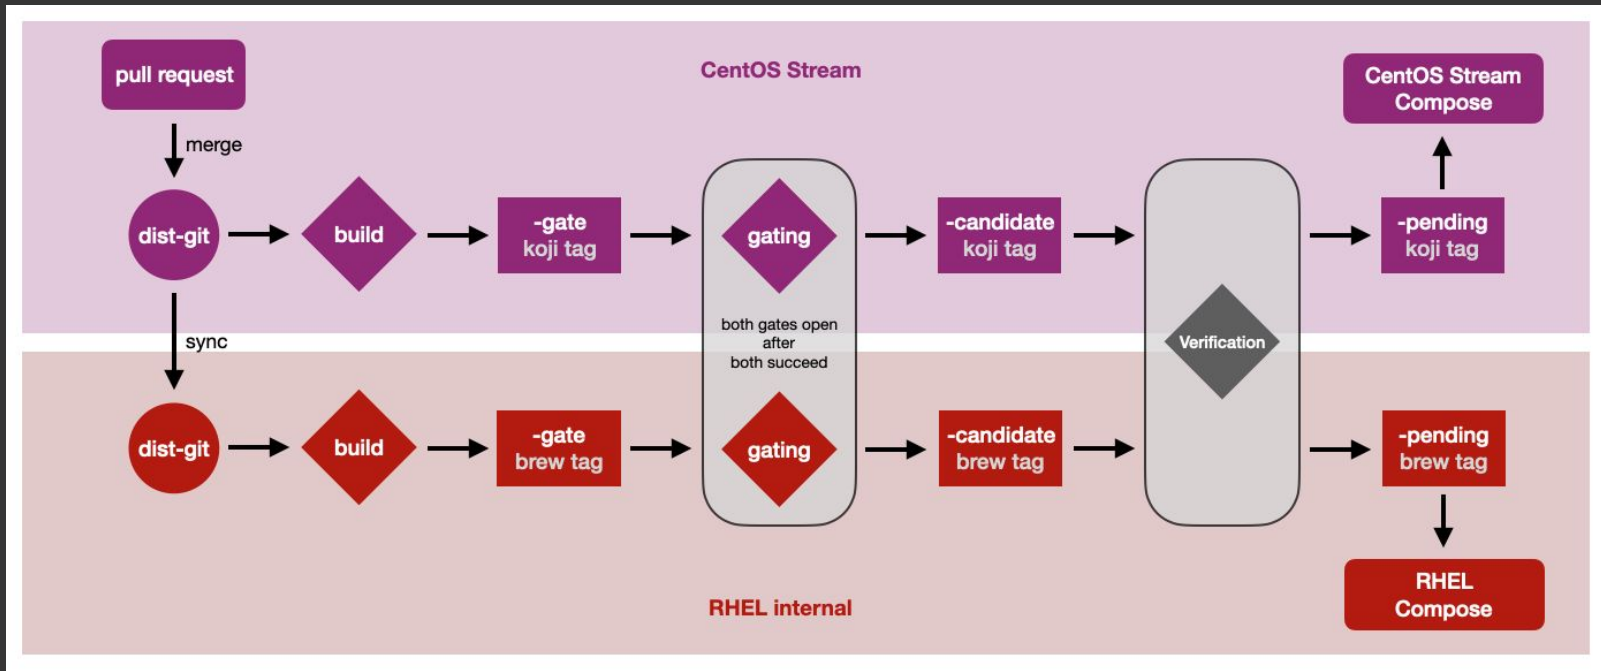 pull request
CentOS Stream
CentOS Stream
Compose
merge
dist-git
build
-gate
koji tag
gating
-candidate
koji tag
-pending
koji tag
both gates open
after
both succeed
Verification
sync
dist-git
build
-gate
brew tag
gating
-candidate
brew tag
-pending
brew tag
RHEL internal
RHEL
Compose